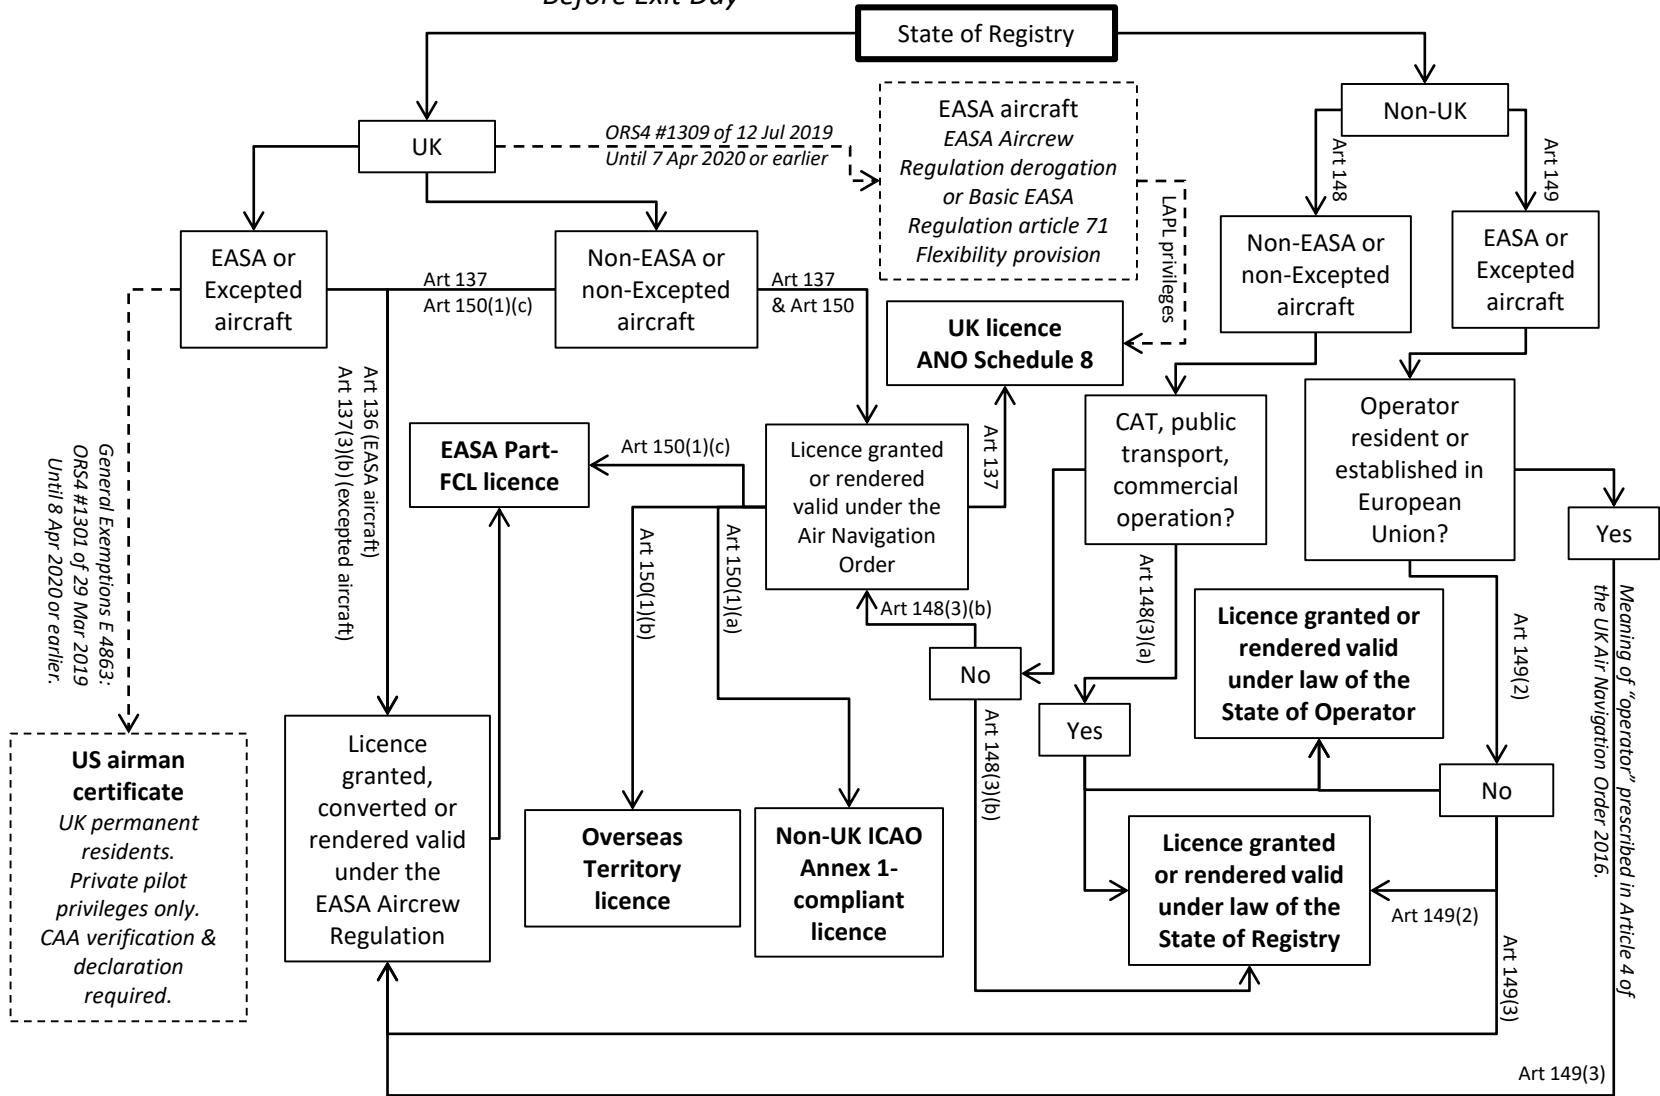 Before Exit Day
State of Registry
UK
ORS4 #1309 of 12 Jul 2019
Until 7 Apr 2020 or earlier
EASA aircraft
EASA Aircrew
Regulation derogation
or Basic EASA
Regulation article 71
Flexibility provision
LAPL privileges
Non-UK
Art 148
Art 149
EASA or
Excepted
aircraft
Art 137
Art 150(1)(c)
Non-EASA or
non-Excepted
aircraft
Art 137
& Art 150
UK licence
ANO Schedule 8
Non-EASA or
non-Excepted
aircraft
EASA or
Excepted
aircraft
General Exemptions E 4863:
ORS4 #1301 of 29 Mar 2019
Until 8 Apr 2020 or earlier.
Art 136 (EASA aircraft)
Art 137(3)(b) (excepted aircraft)
EASA Part-
FCL licence
Art 150(1)(c)
Licence granted
or rendered
valid under the
Air Navigation
Order
Art 137
CAT, public
transport,
commercial
operation?
Operator
resident or
established in
European
Union?
Yes
Art 150(1)(b)
Art 150(1)(a)
Art 148(3)(b)
Art 148(3)(a)
No
Art 148(3)(b)
Yes
Licence granted or
rendered valid
under law of the
State of Operator
Art 149(2)
Meaning of “operator” prescribed in Article 4 of
the UK Air Navigation Order 2016.
No
US airman
certificate
UK permanent
residents.
Private pilot
privileges only.
CAA verification &
declaration
required.
Licence
granted,
converted or
rendered valid
under the
EASA Aircrew
Regulation
Overseas
Territory
licence
Non-UK ICAO
Annex 1-
compliant
licence
Licence granted
or rendered valid
under law of the
State of Registry
Art 149(2)
Art 149(3)
Art 149(3)